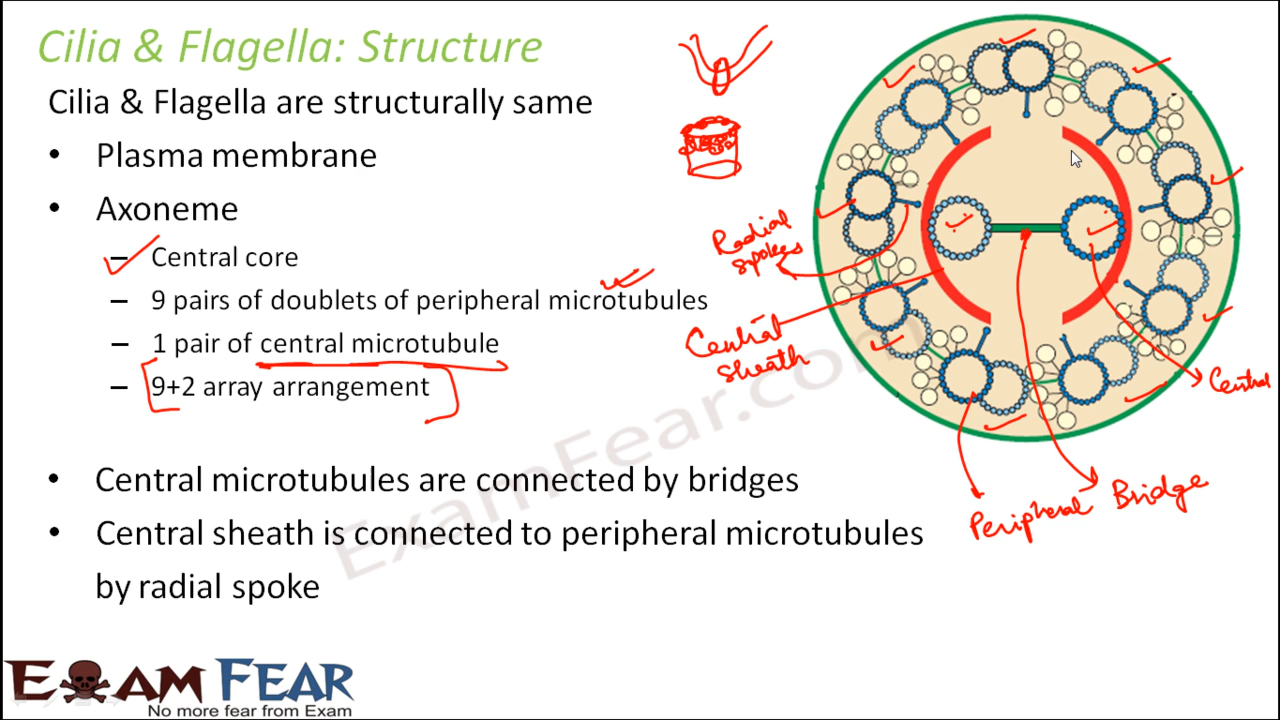 Cilia & Flagella: Structure
Cilia & Flagella are structurally same
• Plasma membrane
• Axoneme
– Central core
– 9 pairs of doublets of peripheral microtubules
– 1 pair of central microtubule
– 9+2 array arrangement
• Central microtubules are connected by bridges
• Central sheath is connected to peripheral microtubules
by radial spoke
Radial
spokes
Central
sheath
Central
Peripheral
Bridge
ExamFear.com
EXAM FEAR
No more fear from Exam